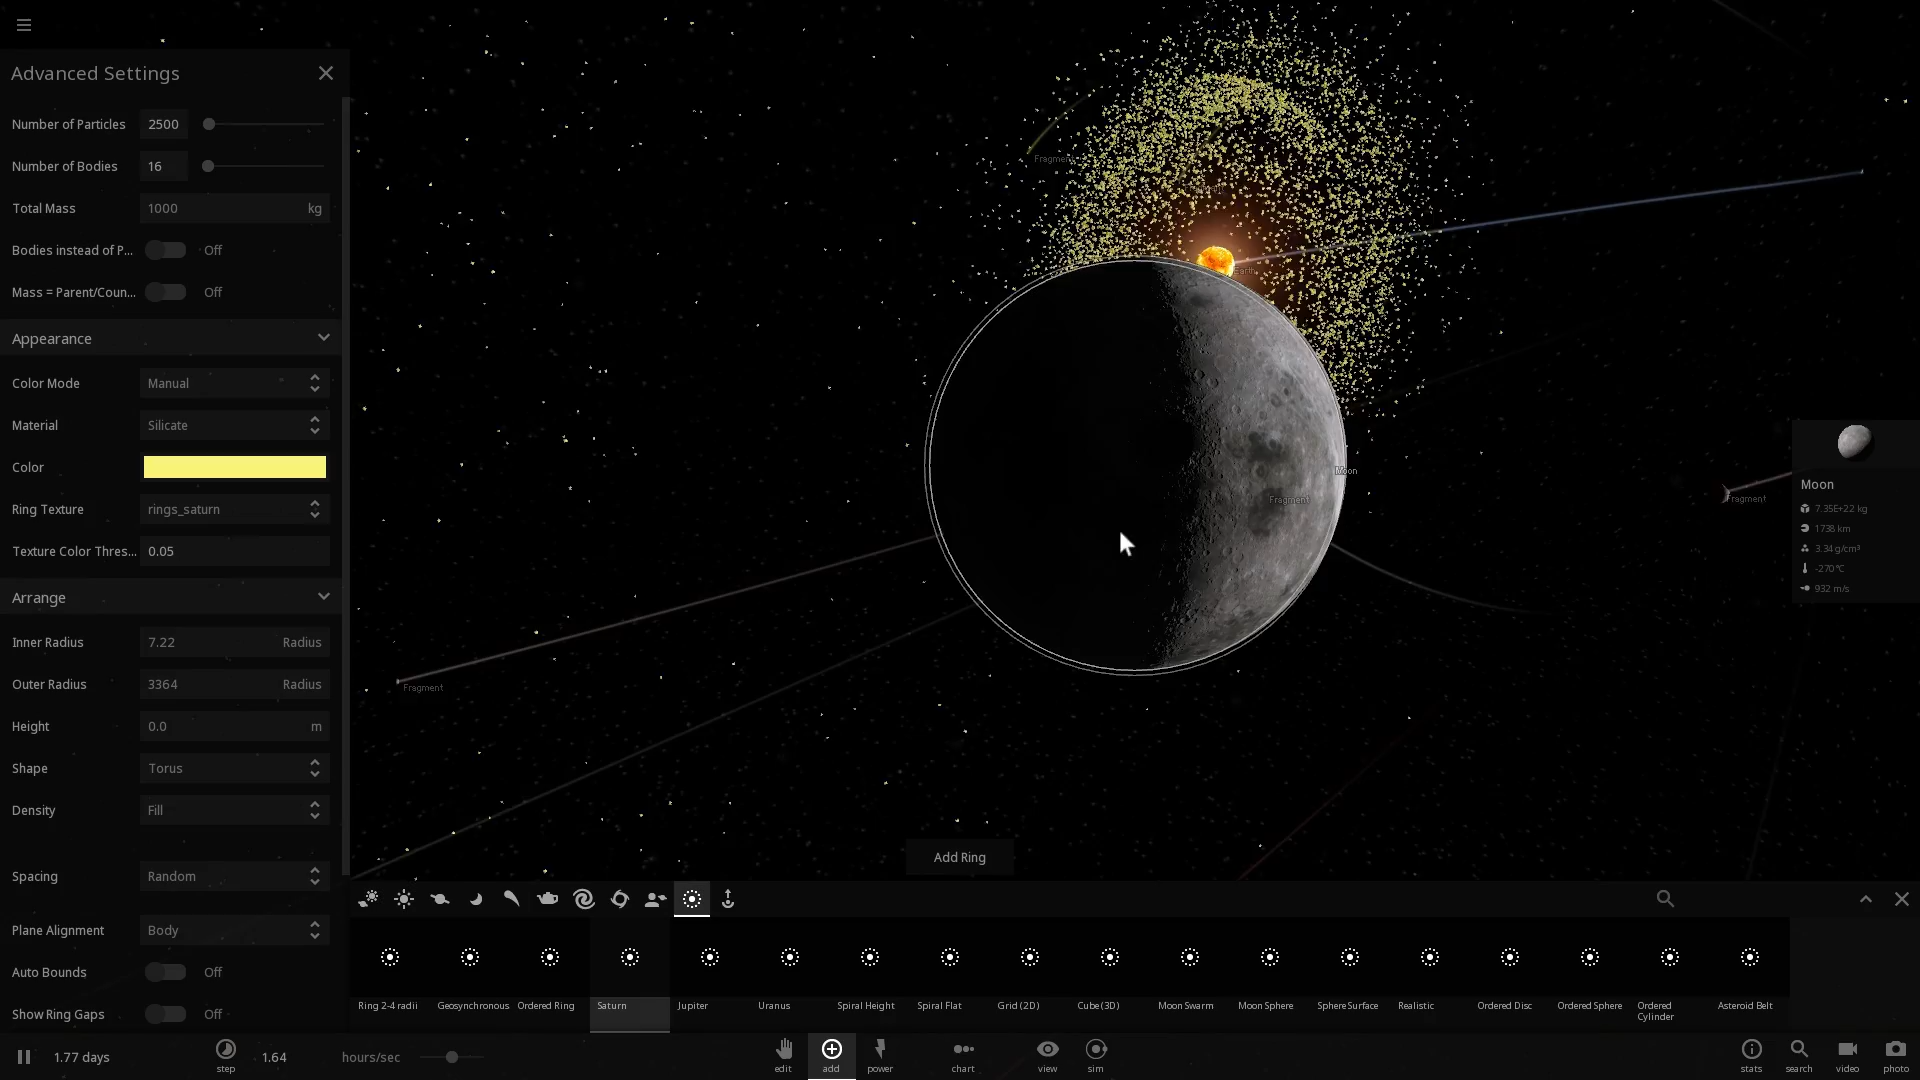 Advanced Settings
Number of Particles 2500
Number of Bodies 16
Total Mass 1000 kg
Bodies instead of P... Off
Mass = Parent/Coun... Off
Appearance
Color Mode Manual
Material Silicate
Color
Ring Texture rings_saturn
Texture Color Thres... 0.05
Arrange
Inner Radius 7.22 Radius
Outer Radius 3364 Radius
Height 0.0 m
Shape Torus
Density Fill
Spacing Random
Plane Alignment Body
Auto Bounds Off
Show Ring Gaps Off
Fragment
Earth
Moon
Fragment
Fragment
Fragment
Moon
7.35E+22 kg
1738 km
3.34 g/cm³
-270°C
932 m/s
Add Ring
Ring 2-4 radii Geosynchronous Ordered Ring Saturn Jupiter Uranus Spiral Height Spiral Flat Grid (2D) Cube (3D) Moon Swarm Moon Sphere Sphere Surface Realistic Ordered Disc Ordered Sphere Ordered Cylinder Asteroid Belt
1.77 days step 1.64 hours/sec edit add power chart view sim stats search video photo